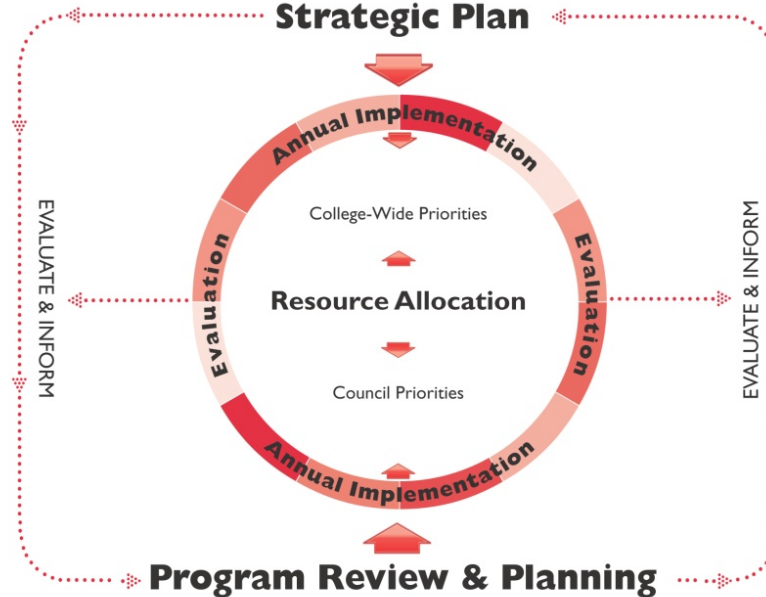 Strategic Plan
Annual Implementation
College-Wide Priorities
EVALUATE & INFORM
Evaluation
Resource Allocation
Evaluation
EVALUATE & INFORM
Council Priorities
Annual Implementation
Program Review & Planning